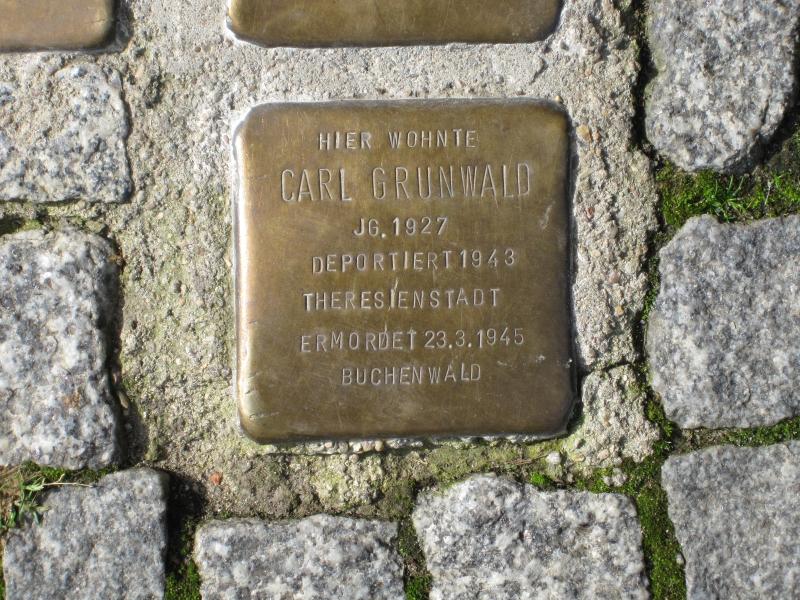 HIER WOHNTE
CARL GRUNWALD
JG. 1927
DEPORTIERT 1943
THERESIENSTADT
ERMORDET 23.3.1945
BUCHENWALD